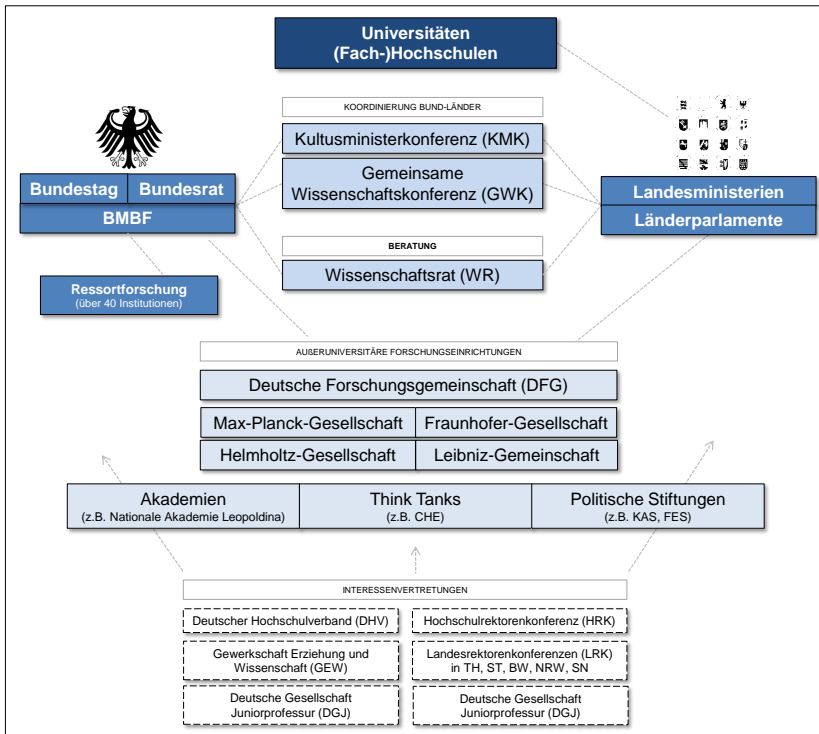 Universitäten
(Fach-)Hochschulen
KOORDINIERUNG BUND-LÄNDER
Kultusministerkonferenz (KMK)
Gemeinsame
Wissenschaftskonferenz (GWK)
Bundestag
Bundesrat
BMBF
Landesministerien
Länderparlamente
BERATUNG
Wissenschaftsrat (WR)
Ressortforschung
(über 40 Institutionen)
AUßERUNIVERSITÄRE FORSCHUNGSEINRICHTUNGEN
Deutsche Forschungsgemeinschaft (DFG)
Max-Planck-Gesellschaft
Fraunhofer-Gesellschaft
Helmholtz-Gesellschaft
Leibniz-Gemeinschaft
Akademien
(z.B. Nationale Akademie Leopoldina)
Think Tanks
(z.B. CHE)
Politische Stiftungen
(z.B. KAS, FES)
INTERESSENVERTRETUNGEN
Deutscher Hochschulverband (DHV)
Hochschulrektorenkonferenz (HRK)
Gewerkschaft Erziehung und
Wissenschaft (GEW)
Landesrektorenkonferenzen (LRK)
in TH, ST, BW, NRW, SN
Deutsche Gesellschaft
Juniorprofessur (DGJ)
Deutsche Gesellschaft
Juniorprofessur (DGJ)